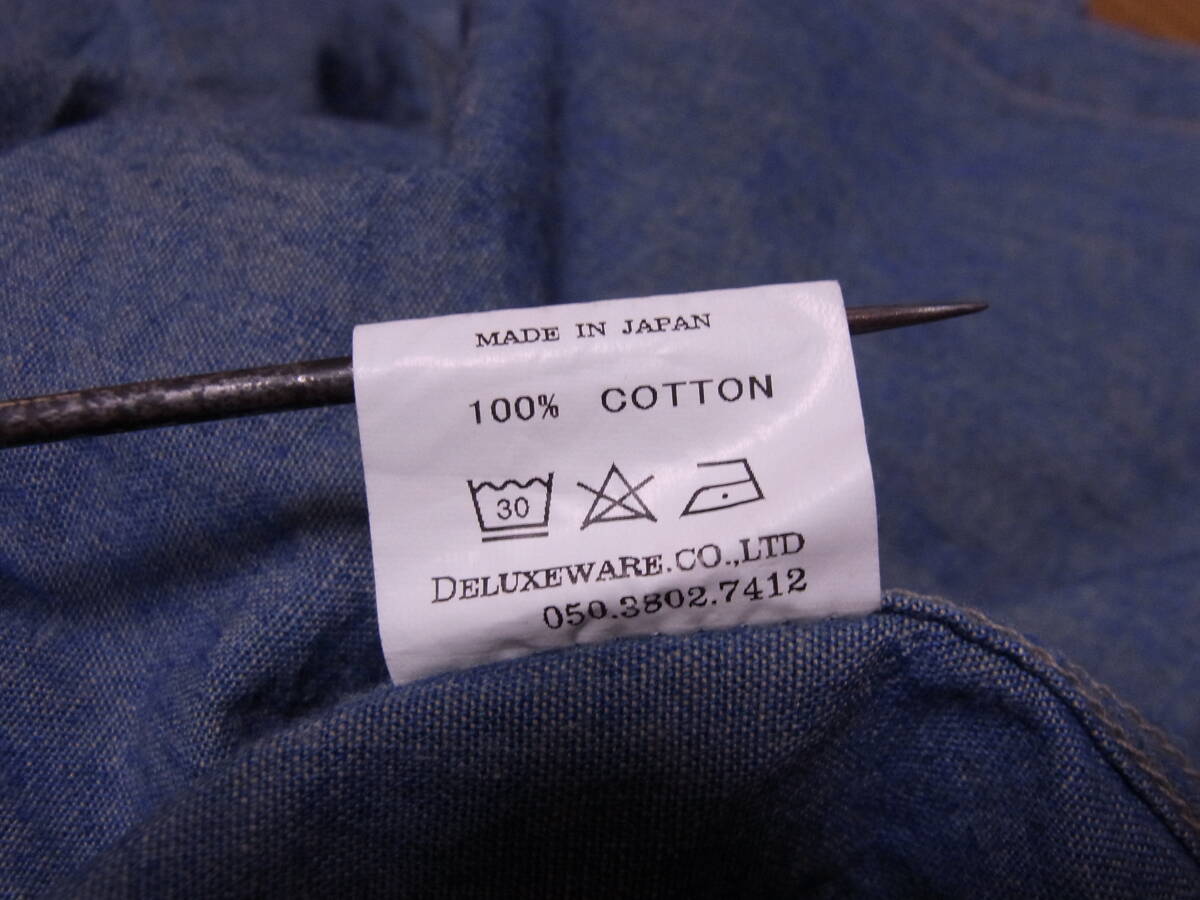 MADE IN JAPAN
100% COTTON
30
DELUXEWARE.CO.,LTD
050.3802.7412